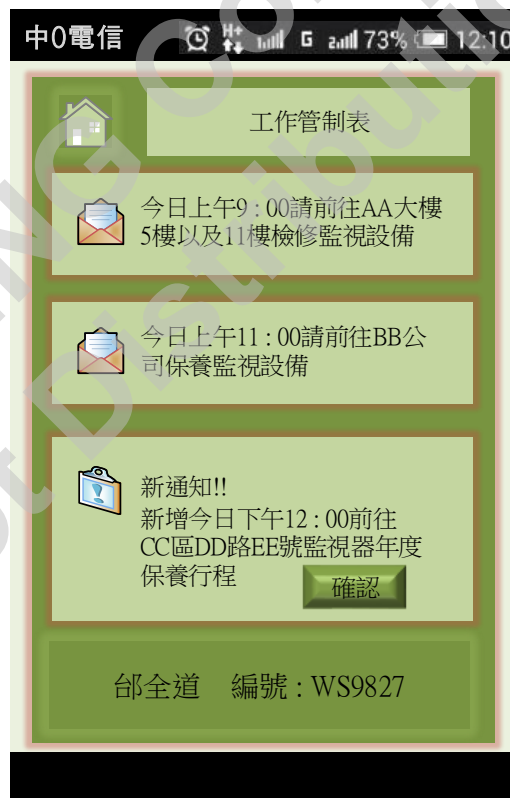 中0電信 H+ G 2 73% 12:10
工作管制表
今日上午9 : 00請前往AA大樓
5樓以及11樓檢修監視設備
今日上午11 : 00請前往BB公
司保養監視設備
新通知!!
新增今日下午12 : 00前往
CC區DD路EE號監視器年度
保養行程
確認
邰全道 編號 : WS9827